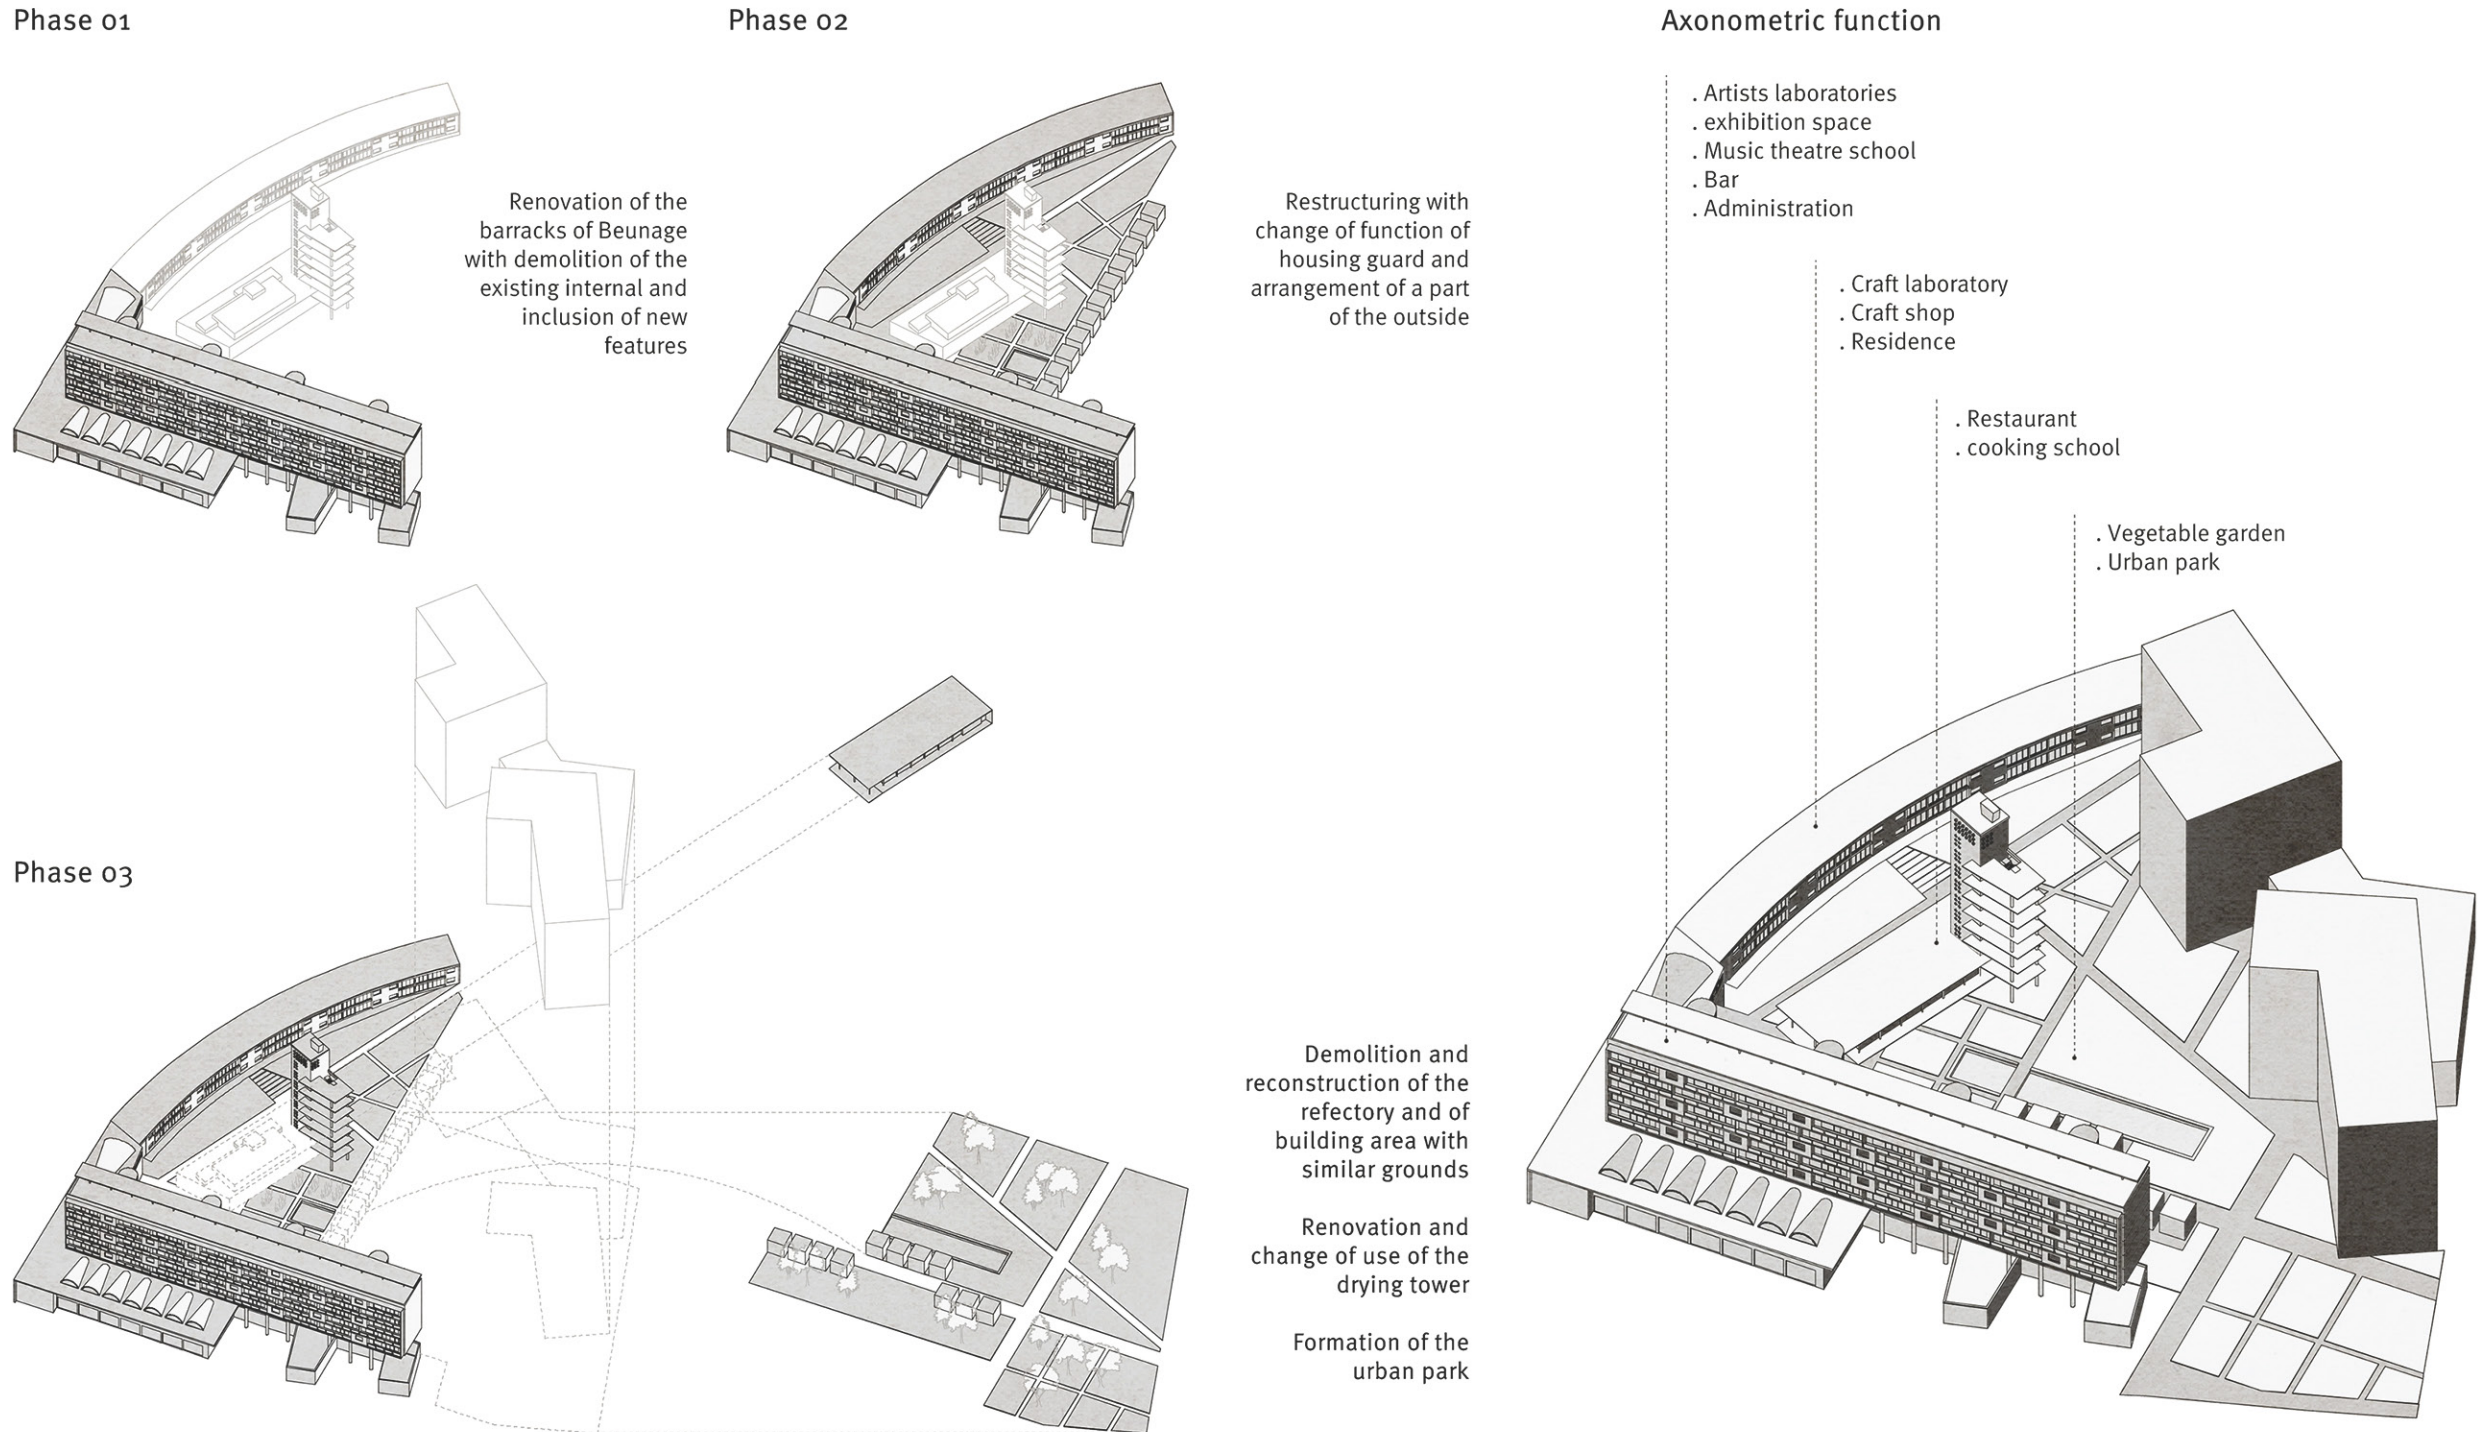 Phase 01
Renovation of the
barracks of Beunage
with demolition of the
existing internal and
inclusion of new
features
Phase 02
Restructuring with
change of function of
housing guard and
arrangement of a part
of the outside
Phase 03
Demolition and
reconstruction of the
refectory and of
building area with
similar grounds
Renovation and
change of use of the
drying tower
Formation of the
urban park
Axonometric function
. Artists laboratories
. exhibition space
. Music theatre school
. Bar
. Administration
. Craft laboratory
. Craft shop
. Residence
. Restaurant
. cooking school
. Vegetable garden
. Urban park